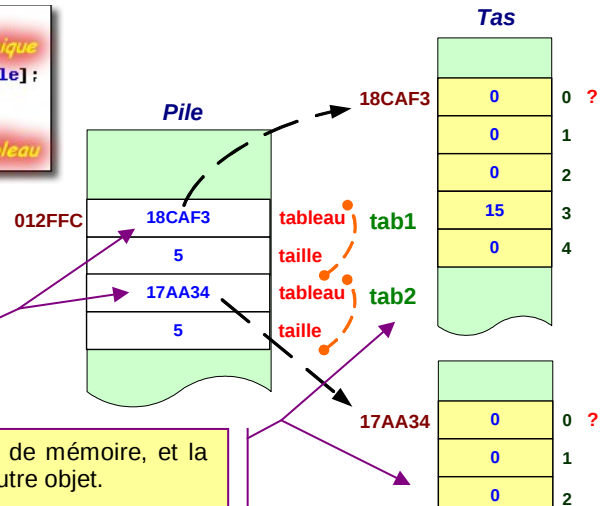 ique
le];
leau
Tas
Pile
18CAF3
0
0 ?
0
1
0
2
15
3
0
4
012FFC
18CAF3
tableau
tab1
5
taille
17AA34
tableau
tab2
5
taille
17AA34
0
0 ?
0
1
0
2
de mémoire, et la
utre objet.